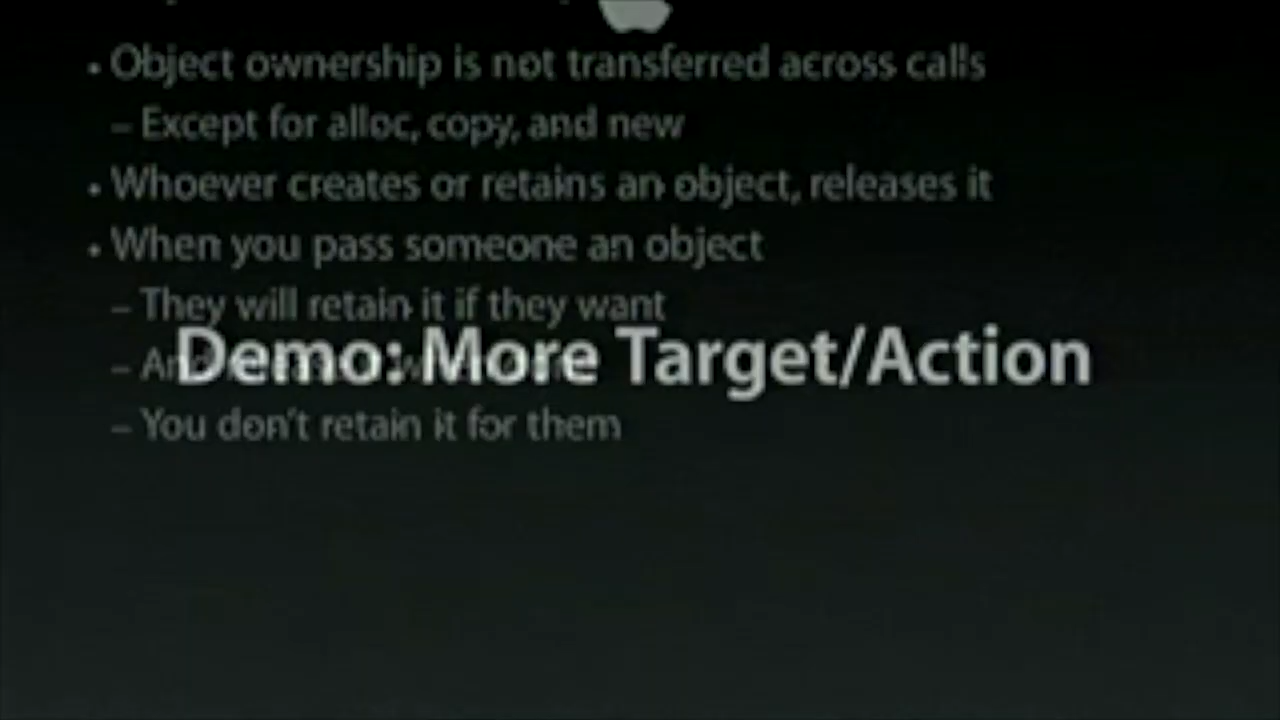 • Object ownership is not transferred across calls
– Except for alloc, copy, and new
• Whoever creates or retains an object, releases it
• When you pass someone an object
– They will retain it if they want
Demo: More Target/Action
– You don't retain it for them